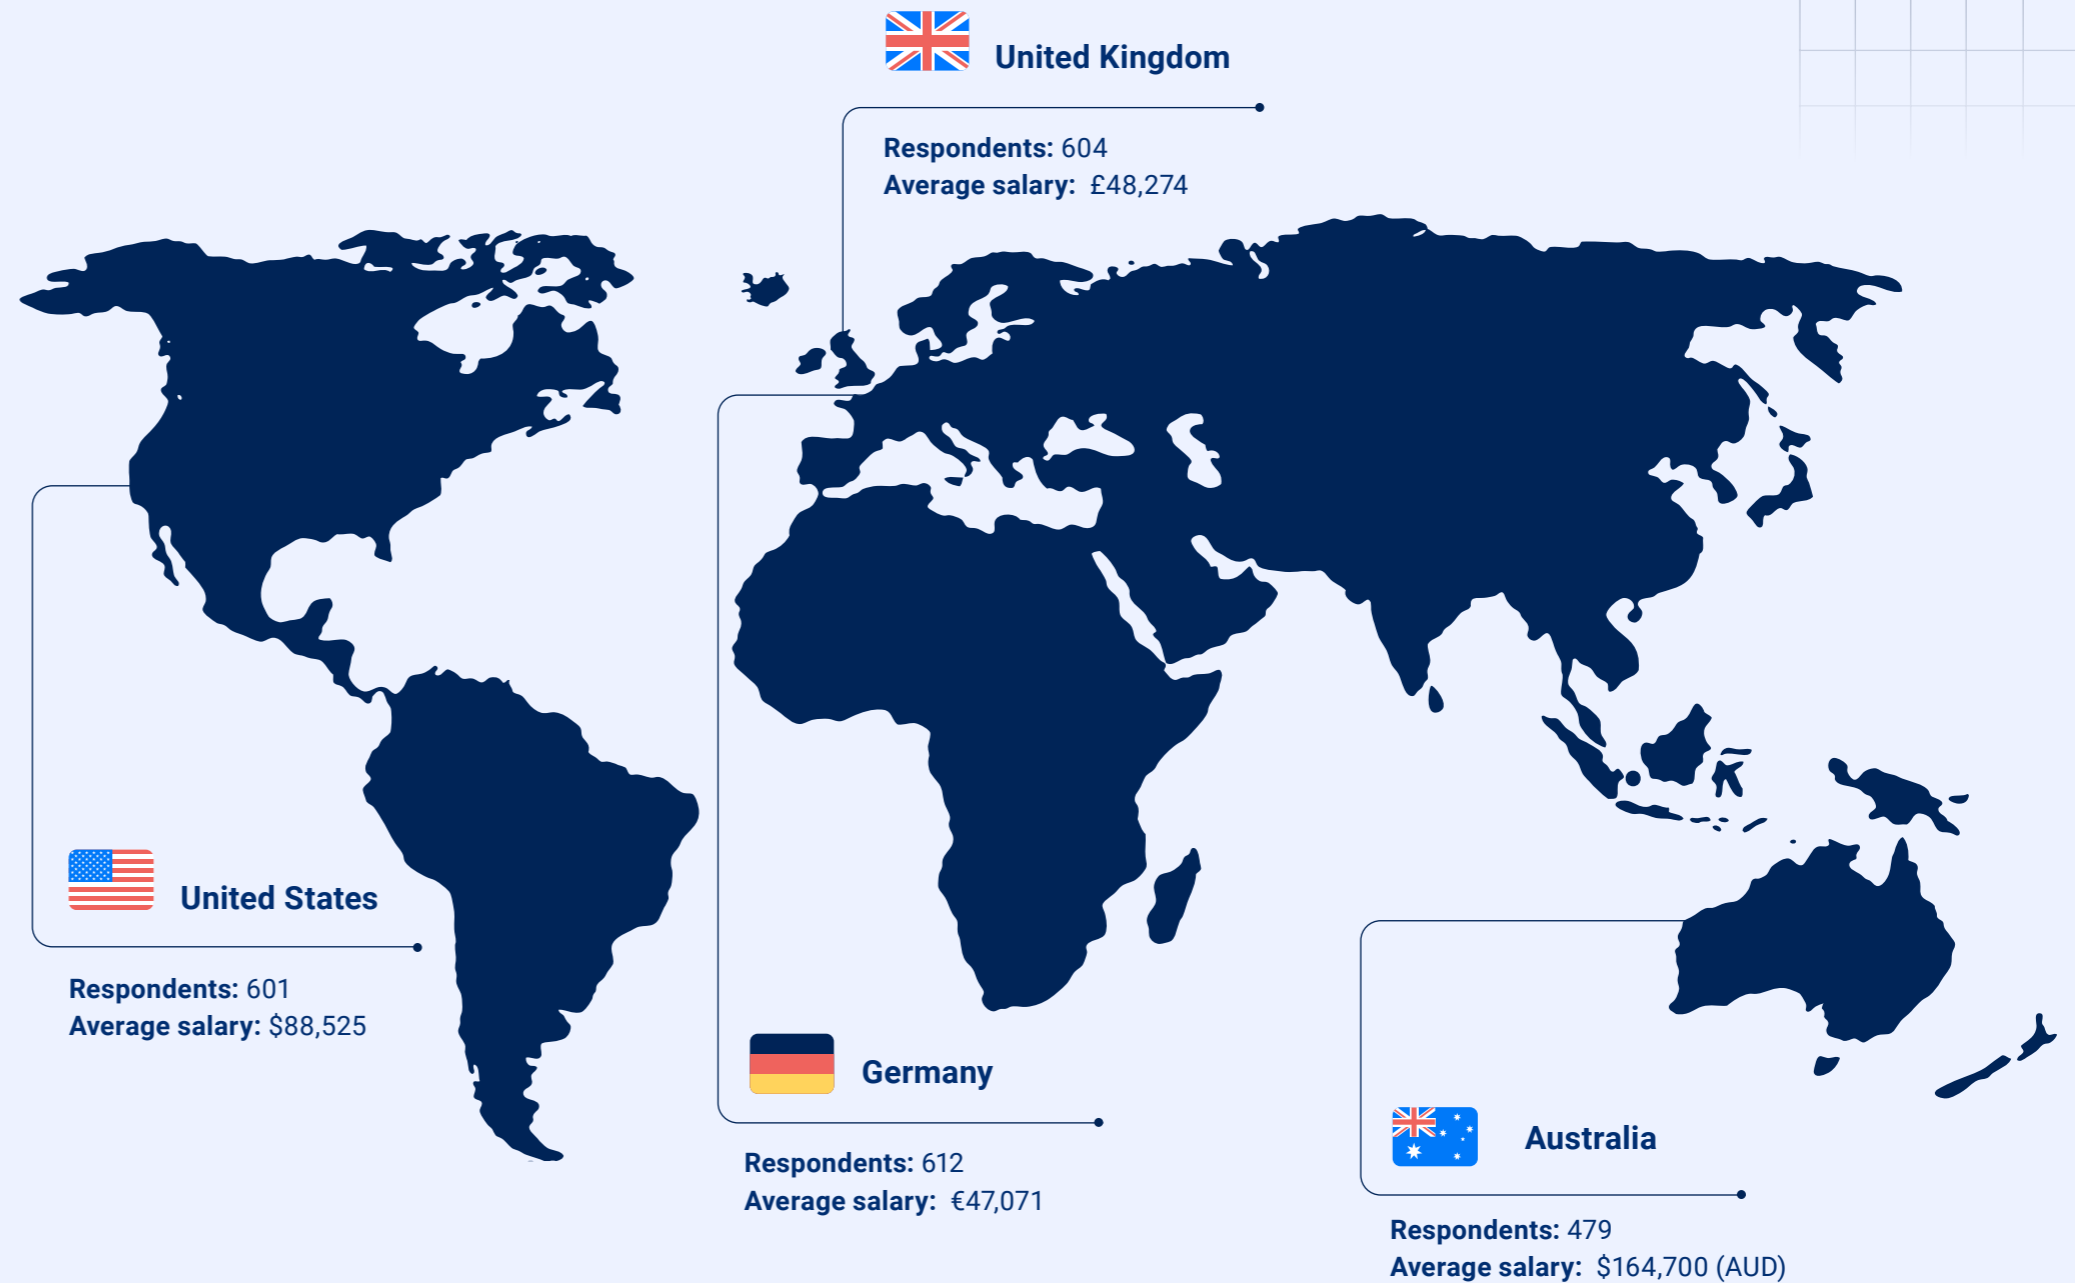 United Kingdom
Respondents: 604
Average salary: £48,274
United States
Respondents: 601
Average salary: $88,525
Germany
Respondents: 612
Average salary: €47,071
Australia
Respondents: 479
Average salary: $164,700 (AUD)